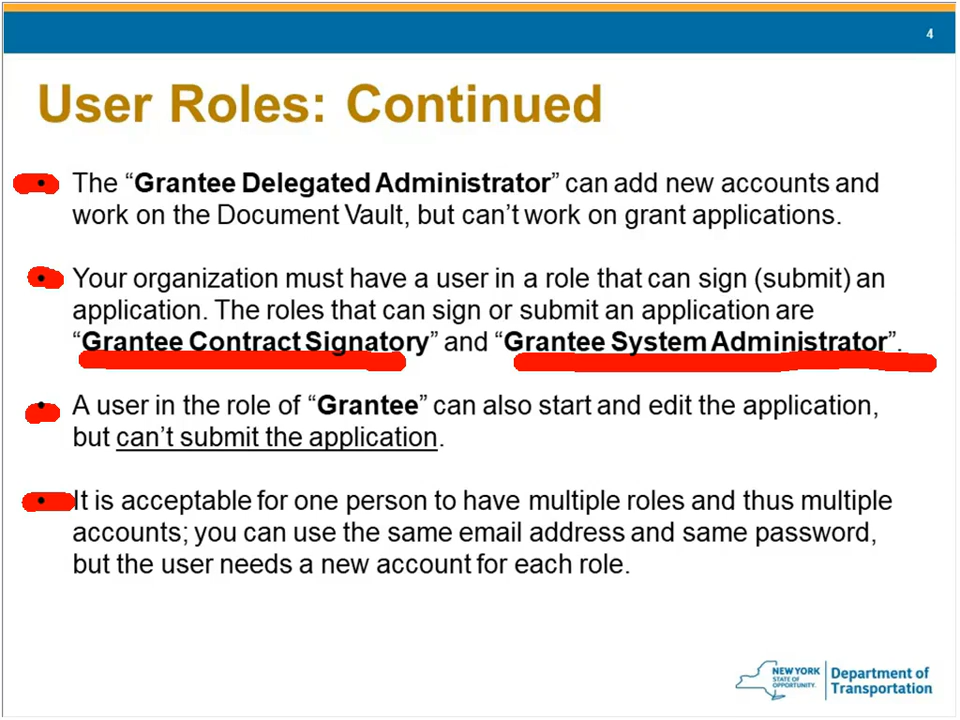 4
User Roles: Continued
• The “Grantee Delegated Administrator” can add new accounts and
work on the Document Vault, but can’t work on grant applications.
• Your organization must have a user in a role that can sign (submit) an
application. The roles that can sign or submit an application are
“Grantee Contract Signatory” and “Grantee System Administrator”.
• A user in the role of “Grantee” can also start and edit the application,
but can’t submit the application.
• It is acceptable for one person to have multiple roles and thus multiple
accounts; you can use the same email address and same password,
but the user needs a new account for each role.
NEW YORK
STATE OF
OPPORTUNITY.
Department of
Transportation